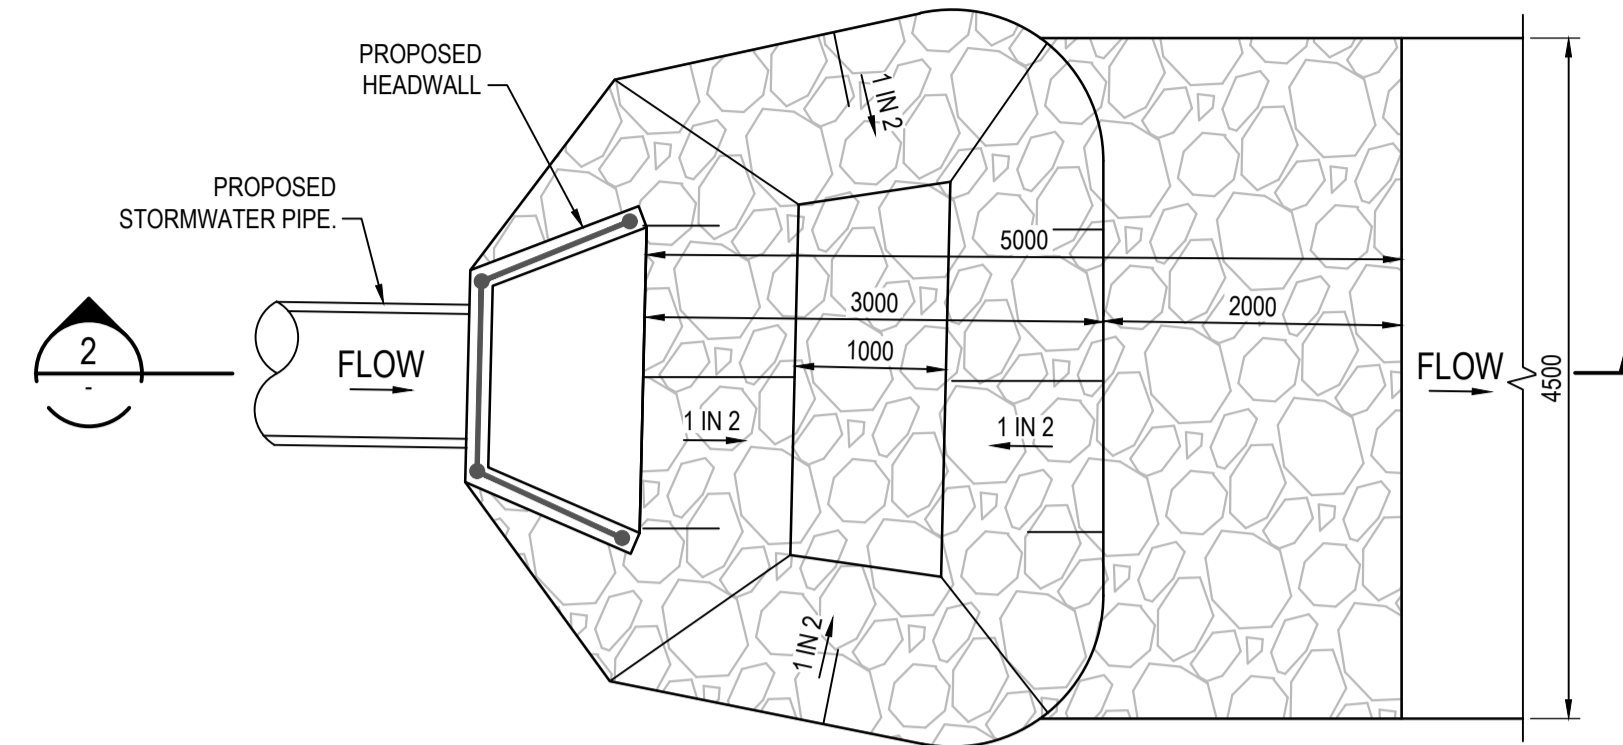 PROPOSED
HEADWALL
PROPOSED
STORMWATER PIPE.
1 IN 2
5000
3000
2000
1000
2
-
FLOW
FLOW
4500
1 IN 2
1 IN 2
1 IN 2